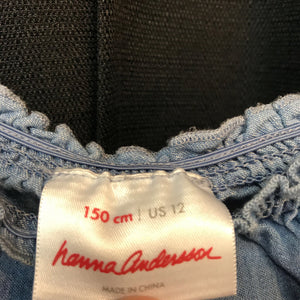 150 cm | US 12
hanna andersson
MADE IN CHINA